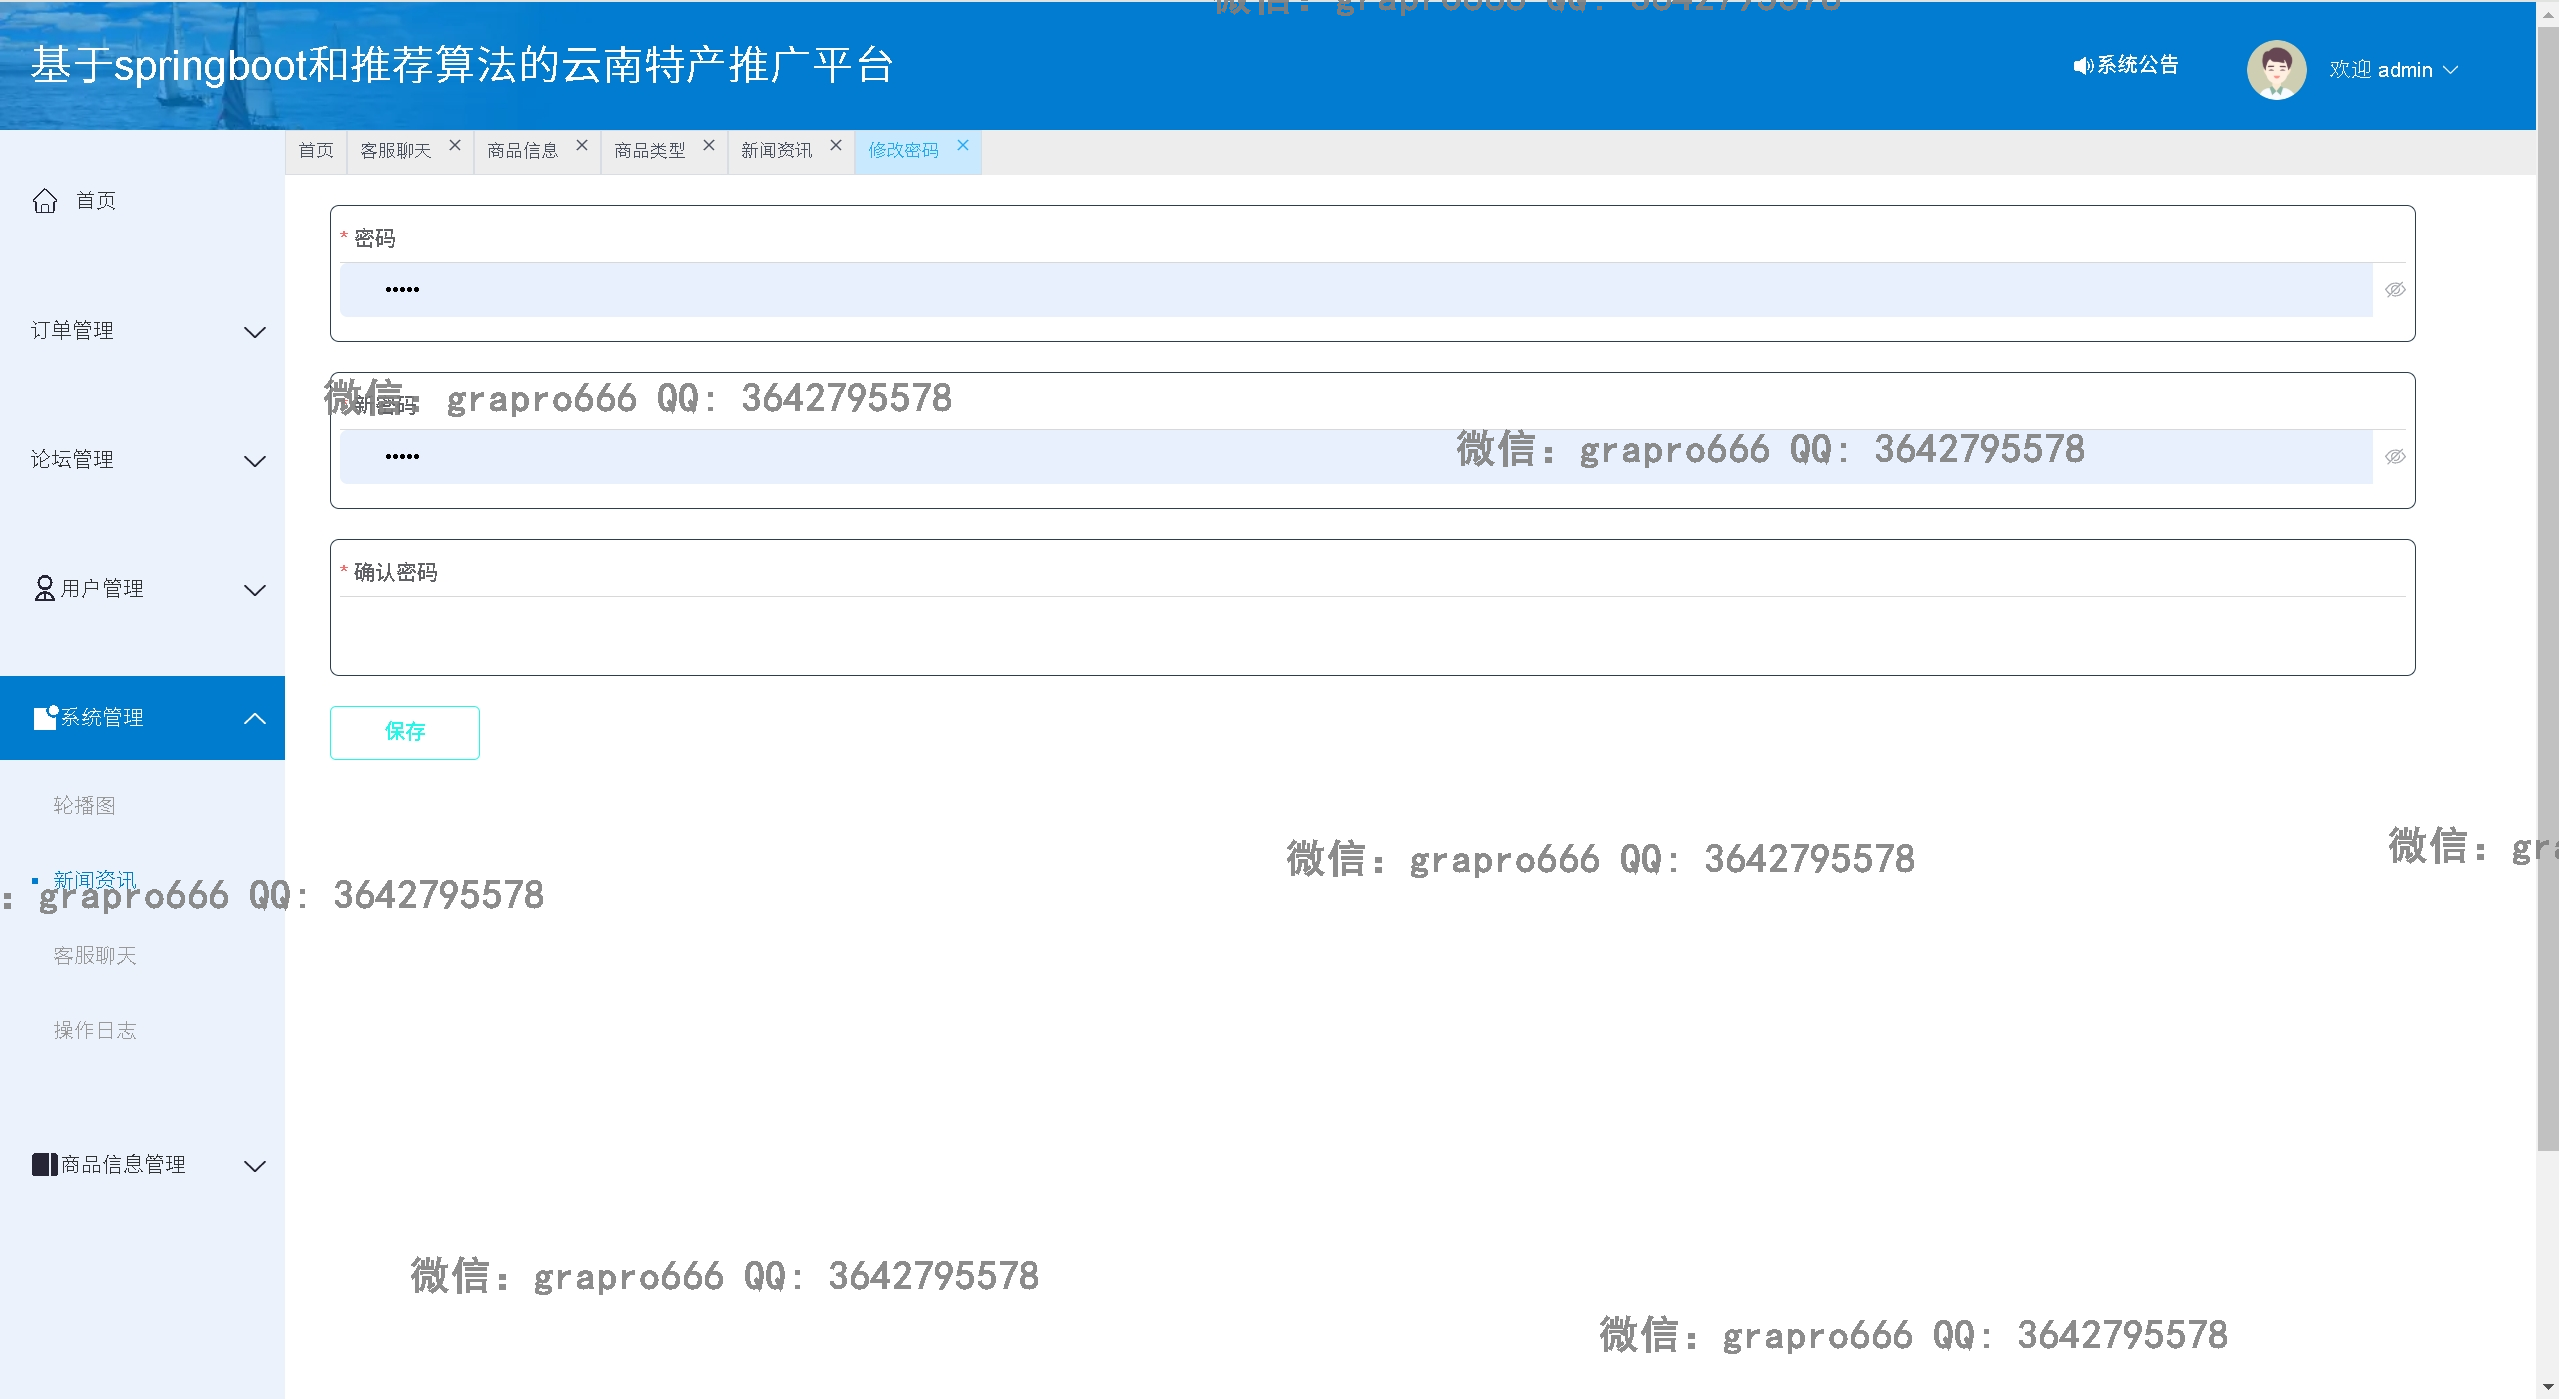 微信: grapro666 QQ: 3642795578
基于springboot和推荐算法的云南特产推广平台
系统公告
欢迎 admin
首页
客服聊天
商品信息
商品类型
新闻资讯
修改密码
首页
订单管理
论坛管理
用户管理
系统管理
轮播图
新闻资讯
客服聊天
操作日志
商品信息管理
* 密码
•••••
* 新密码
微信: grapro666 QQ: 3642795578
•••••
微信: grapro666 QQ: 3642795578
* 确认密码
保存
微信: grapro666 QQ: 3642795578
微信: gra
: grapro666 QQ: 3642795578
微信: grapro666 QQ: 3642795578
微信: grapro666 QQ: 3642795578